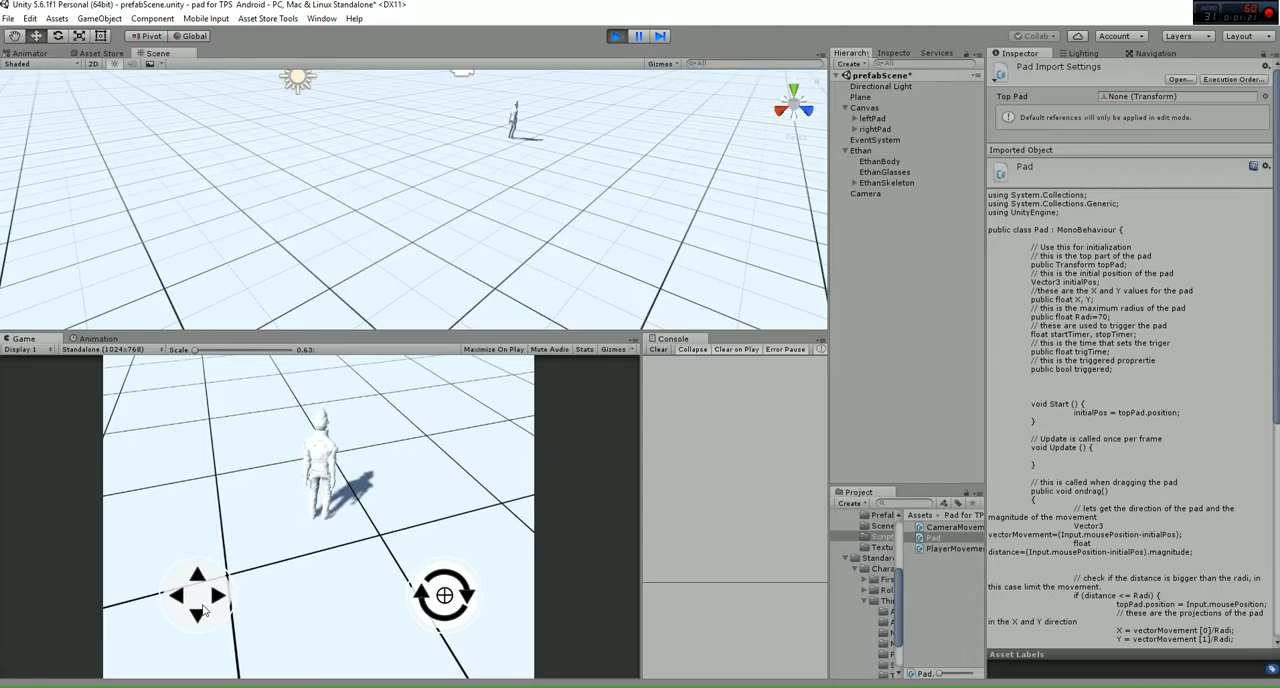 Unity 5.6.1f1 Personal (64bit) - prefabScene.unity - pad for TPS Android - PC, Mac & Linux Standalone* <DX11>
File Edit Assets GameObject Component Mobile Input Asset Store Tools Window Help
Pivot Global
Collab Account Layers Layout
Animator Asset Store Scene
Shaded 2D Gizmos All
Hierarchy Inspecto Services
Create All
prefabScene*
Directional Light
Plane
Canvas
leftPad
rightPad
EventSystem
Ethan
EthanBody
EthanGlasses
EthanSkeleton
Camera
Game Animation
Display 1 Standalone (1024x768) Scale 0.63: Maximize On Play Mute Audio Stats Gizmos
Console
Clear Collapse Clear on Play Error Pause
Project
Create
Prefal
Scene
Script
Textu
Standar
Chara
First
Rol
Thi
Assets Pad for TP
CameraMovem
Pad
PlayerMoveme
Pad.
Inspector Lighting Navigation
Pad Import Settings
Open... Execution Order...
Top Pad None (Transform)
Default references will only be applied in edit mode.
Imported Object
Pad
using System.Collections;
using System.Collections.Generic;
using UnityEngine;
public class Pad : MonoBehaviour {
// Use this for initialization
// this is the top part of the pad
public Transform topPad;
// this is the initial position of the pad
Vector3 initialPos;
//these are the X and Y values for the pad
public float X, Y;
// this is the maximum radius of the pad
public float Radi=70;
// these are used to trigger the pad
float startTimer, stopTimer;
// this is the time that sets the triger
public float trigTime;
// this is the triggered proprertie
public bool triggered;
void Start () {
initialPos = topPad.position;
}
// Update is called once per frame
void Update () {
}
// this is called when dragging the pad
public void ondrag()
{
// lets get the direction of the pad and the
magnitude of the movement
Vector3
vectorMovement=(Input.mousePosition-initialPos);
float
distance=(Input.mousePosition-initialPos).magnitude;
// check if the distance is bigger than the radi, in
this case limit the movement.
if (distance <= Radi) {
topPad.position = Input.mousePosition;
// these are the projections of the pad
in the X and Y direction
X = vectorMovement [0]/Radi;
Y = vectorMovement [1]/Radi;
Asset Labels